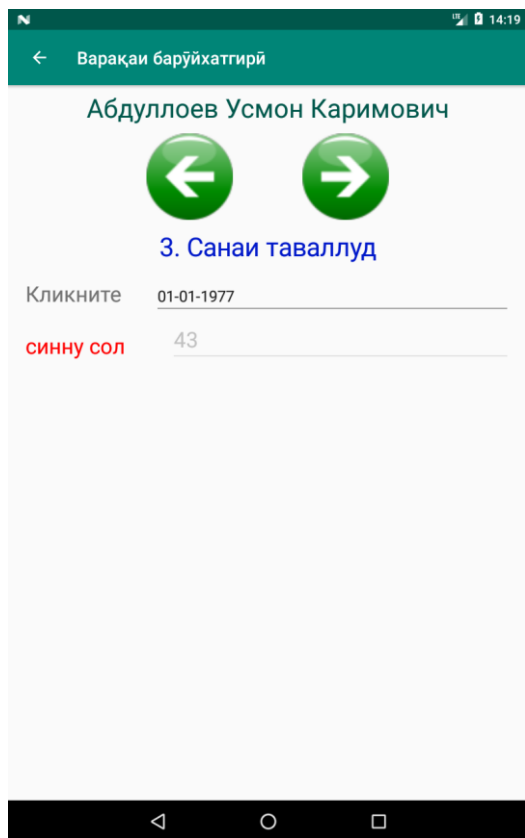 14:19
Варақаи барӯйхатгирӣ
Абдуллоев Усмон Каримович
3. Санаи таваллуд
Кликните 01-01-1977
синну сол 43